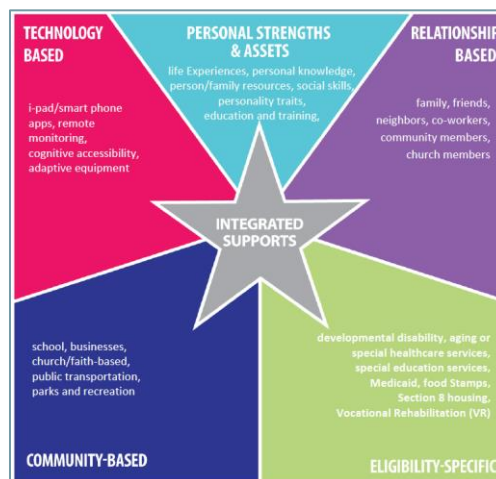 TECHNOLOGY
BASED
i-pad/smart phone
apps, remote
monitoring,
cognitive accessibility,
adaptive equipment
PERSONAL STRENGTHS
& ASSETS
life Experiences, personal knowledge,
person/family resources, social skills,
personality traits,
education and training,
RELATIONSHIP
BASED
family, friends,
neighbors, co-workers,
community members,
church members
INTEGRATED
SUPPORTS
school, businesses,
church/faith-based,
public transportation,
parks and recreation
COMMUNITY-BASED
developmental disability, aging or
special healthcare services,
special education services,
Medicaid, food Stamps,
Section 8 housing,
Vocational Rehabilitation (VR)
ELIGIBILITY-SPECIFIC